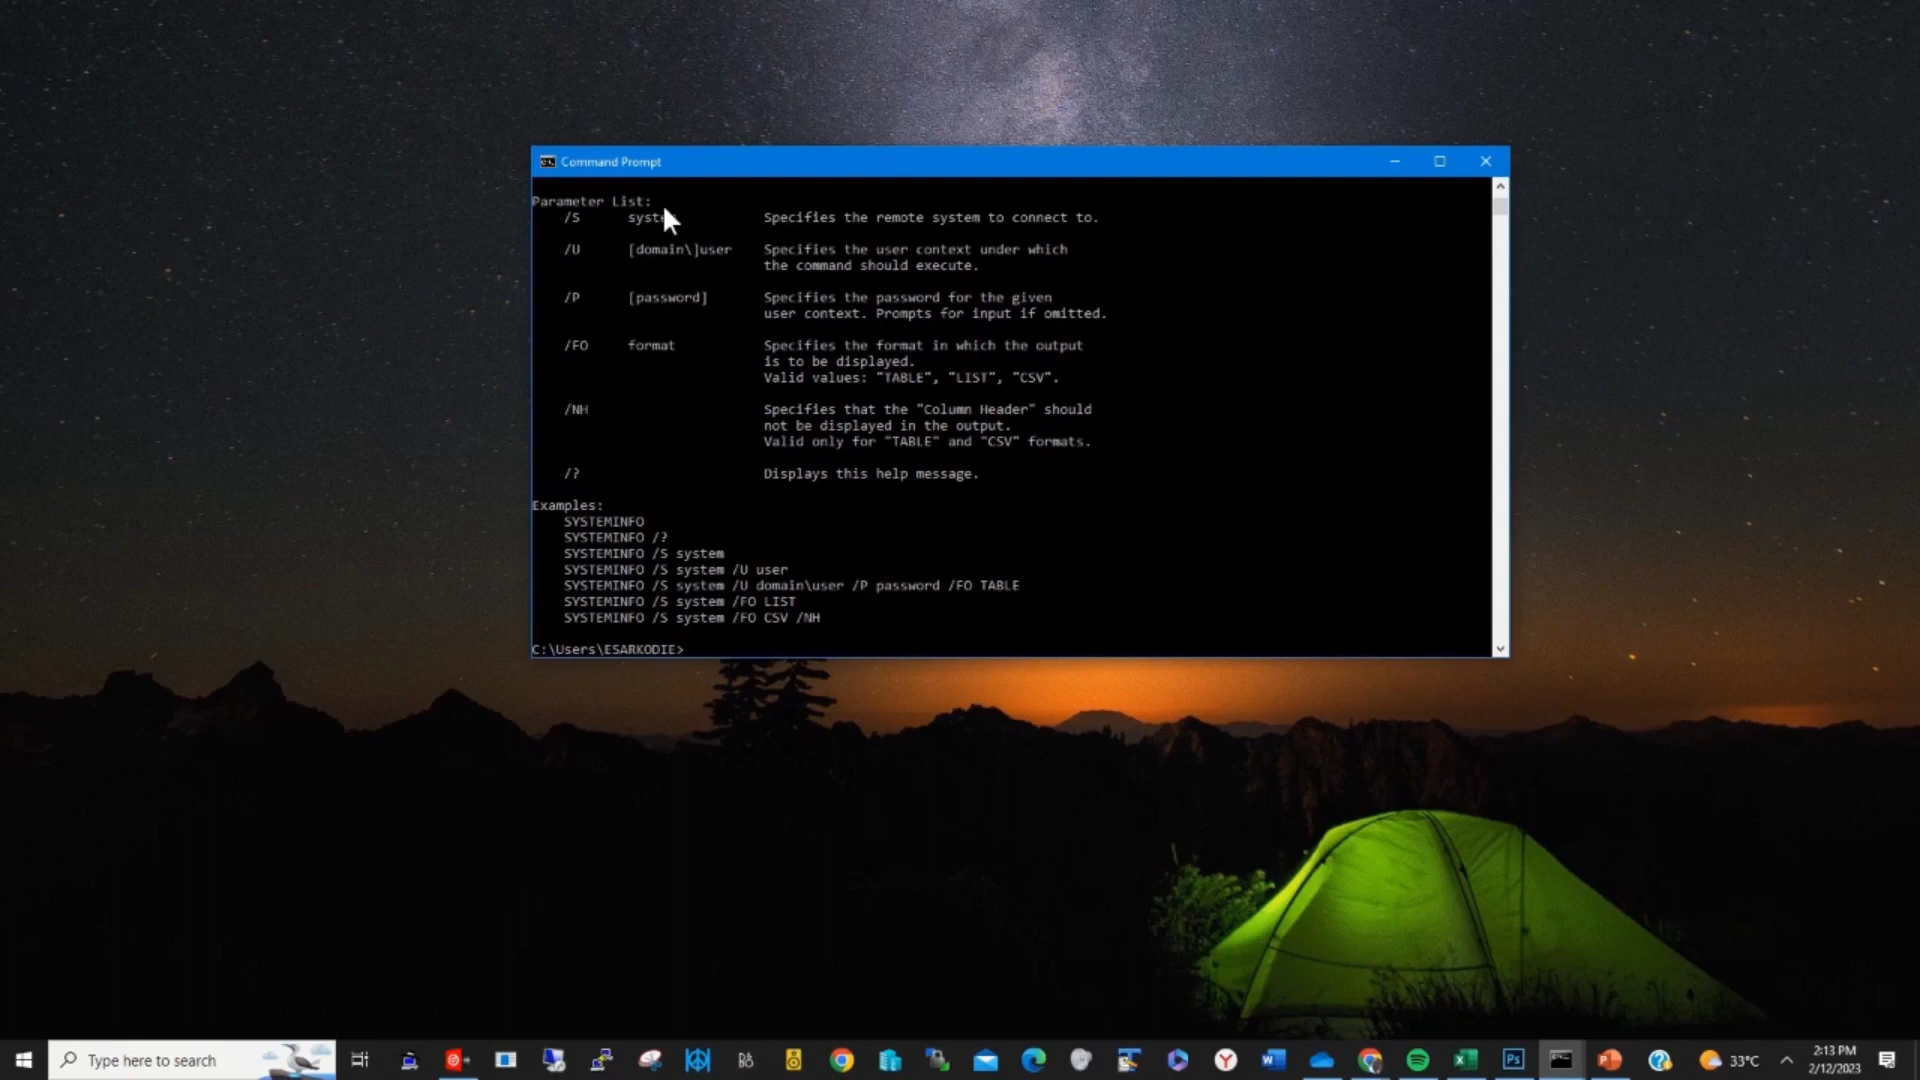 Command Prompt
Parameter List:
/S system Specifies the remote system to connect to.
/U [domain\]user Specifies the user context under which
the command should execute.
/P [password] Specifies the password for the given
user context. Prompts for input if omitted.
/FO format Specifies the format in which the output
is to be displayed.
Valid values: "TABLE", "LIST", "CSV".
/NH Specifies that the "Column Header" should
not be displayed in the output.
Valid only for "TABLE" and "CSV" formats.
/? Displays this help message.
Examples:
SYSTEMINFO
SYSTEMINFO /?
SYSTEMINFO /S system
SYSTEMINFO /S system /U user
SYSTEMINFO /S system /U domain\user /P password /FO TABLE
SYSTEMINFO /S system /FO LIST
SYSTEMINFO /S system /FO CSV /NH
C:\Users\ESARKODIE>
Type here to search
33°C
2:13 PM
2/12/2023